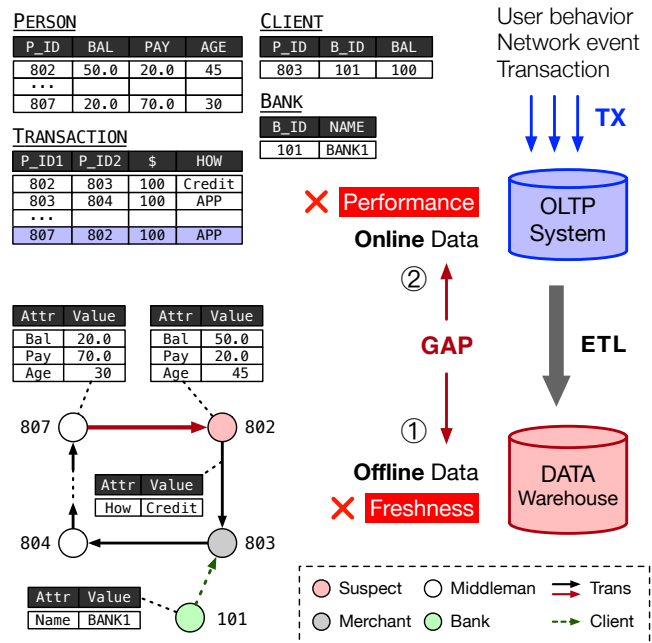 PERSON
P_ID BAL PAY AGE
802 50.0 20.0 45
...
807 20.0 70.0 30
CLIENT
P_ID B_ID BAL
803 101 100
BANK
B_ID NAME
101 BANK1
TRANSACTION
P_ID1 P_ID2 $ HOW
802 803 100 Credit
803 804 100 APP
...
807 802 100 APP
User behavior
Network event
Transaction
TX
OLTP
System
Performance
Online Data
②
GAP
ETL
①
Offline Data
Freshness
DATA
Warehouse
Attr Value
Bal 20.0
Pay 70.0
Age 30
Attr Value
Bal 50.0
Pay 20.0
Age 45
807
802
Attr Value
How Credit
804
803
Attr Value
Name BANK1
101
Suspect Middleman Trans
Merchant Bank Client